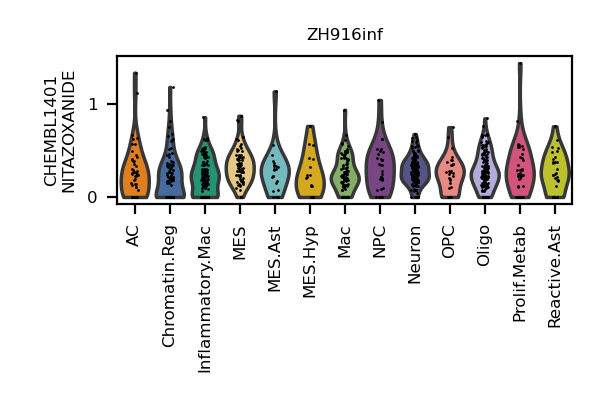 ZH916inf
CHEMBL1401
NITAZOXANIDE
1
0
AC
Chromatin.Reg
Inflammatory.Mac
MES
MES.Ast
MES.Hyp
Mac
NPC
Neuron
OPC
Oligo
Prolif.Metab
Reactive.Ast